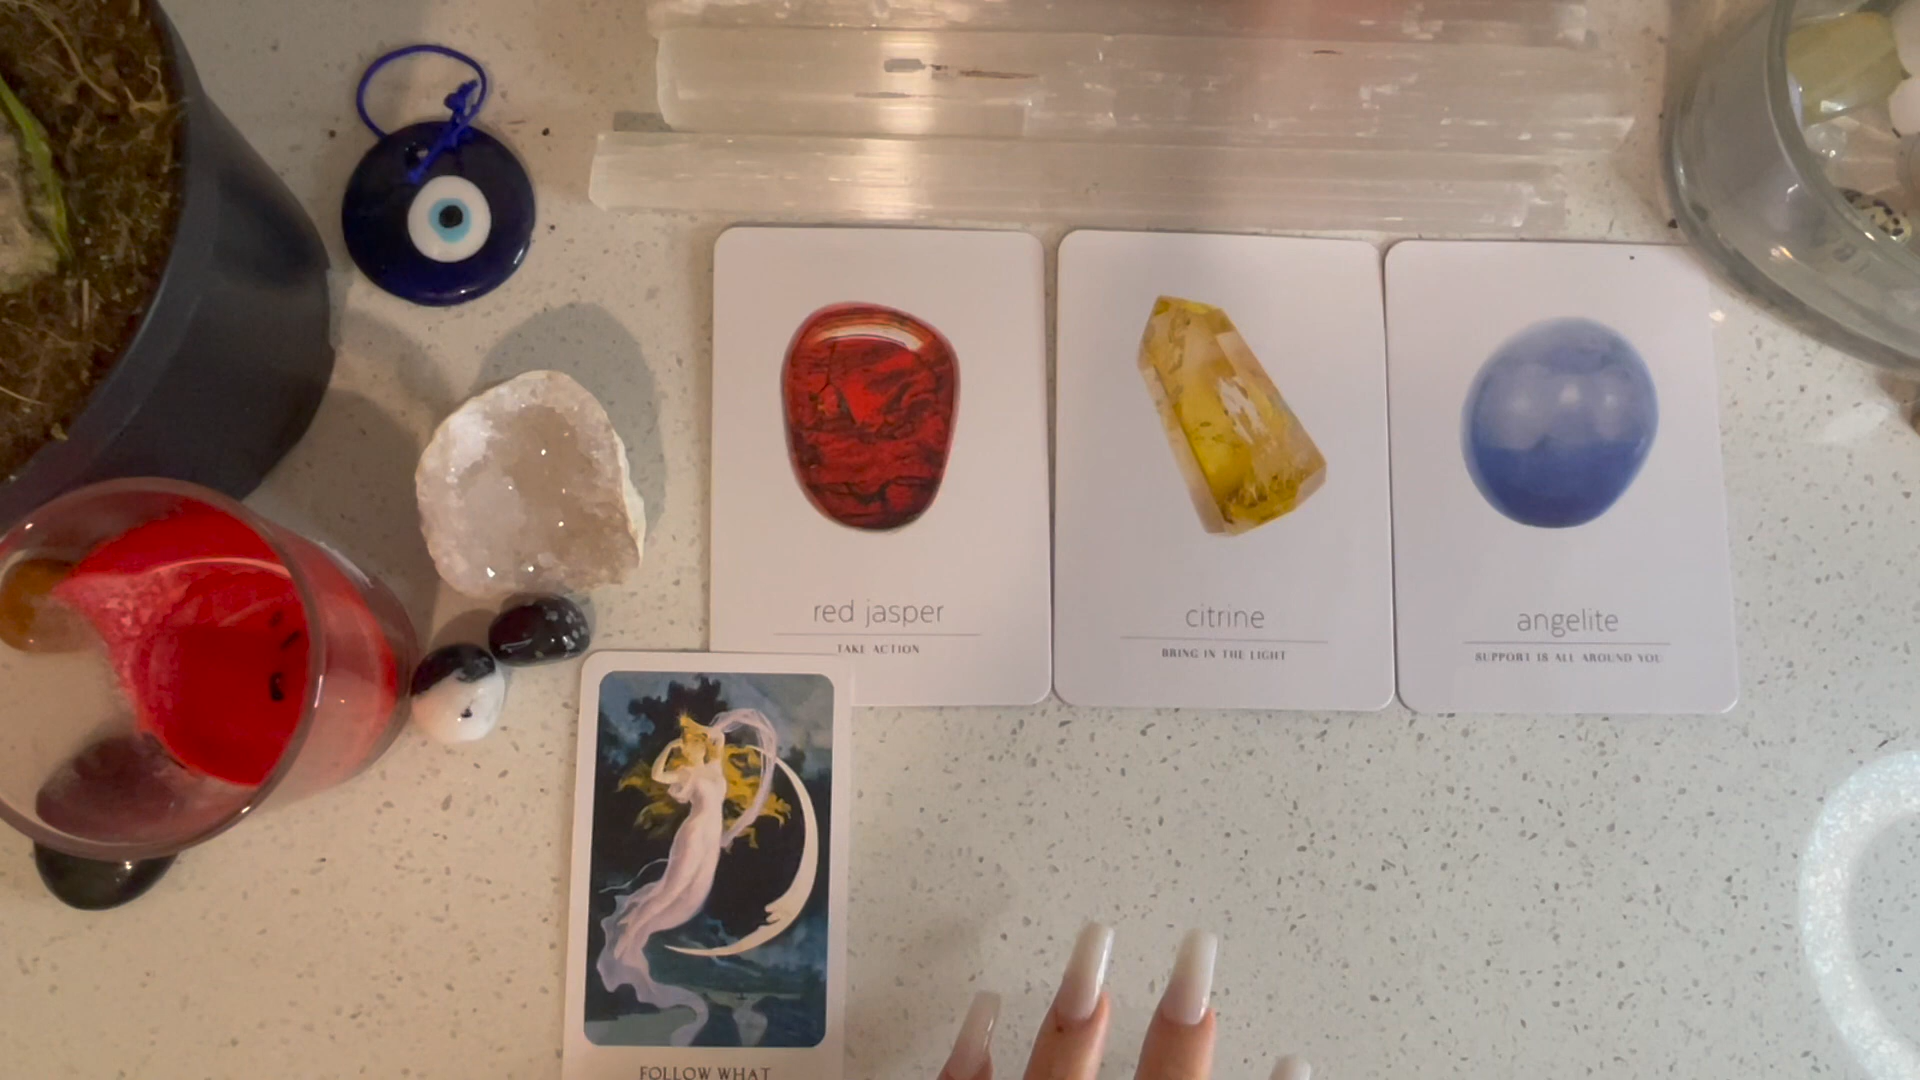 red jasper
TAKE ACTION
citrine
BRING IN THE LIGHT
angelite
SUPPORT IS ALL AROUND YOU
FOLLOW WHAT